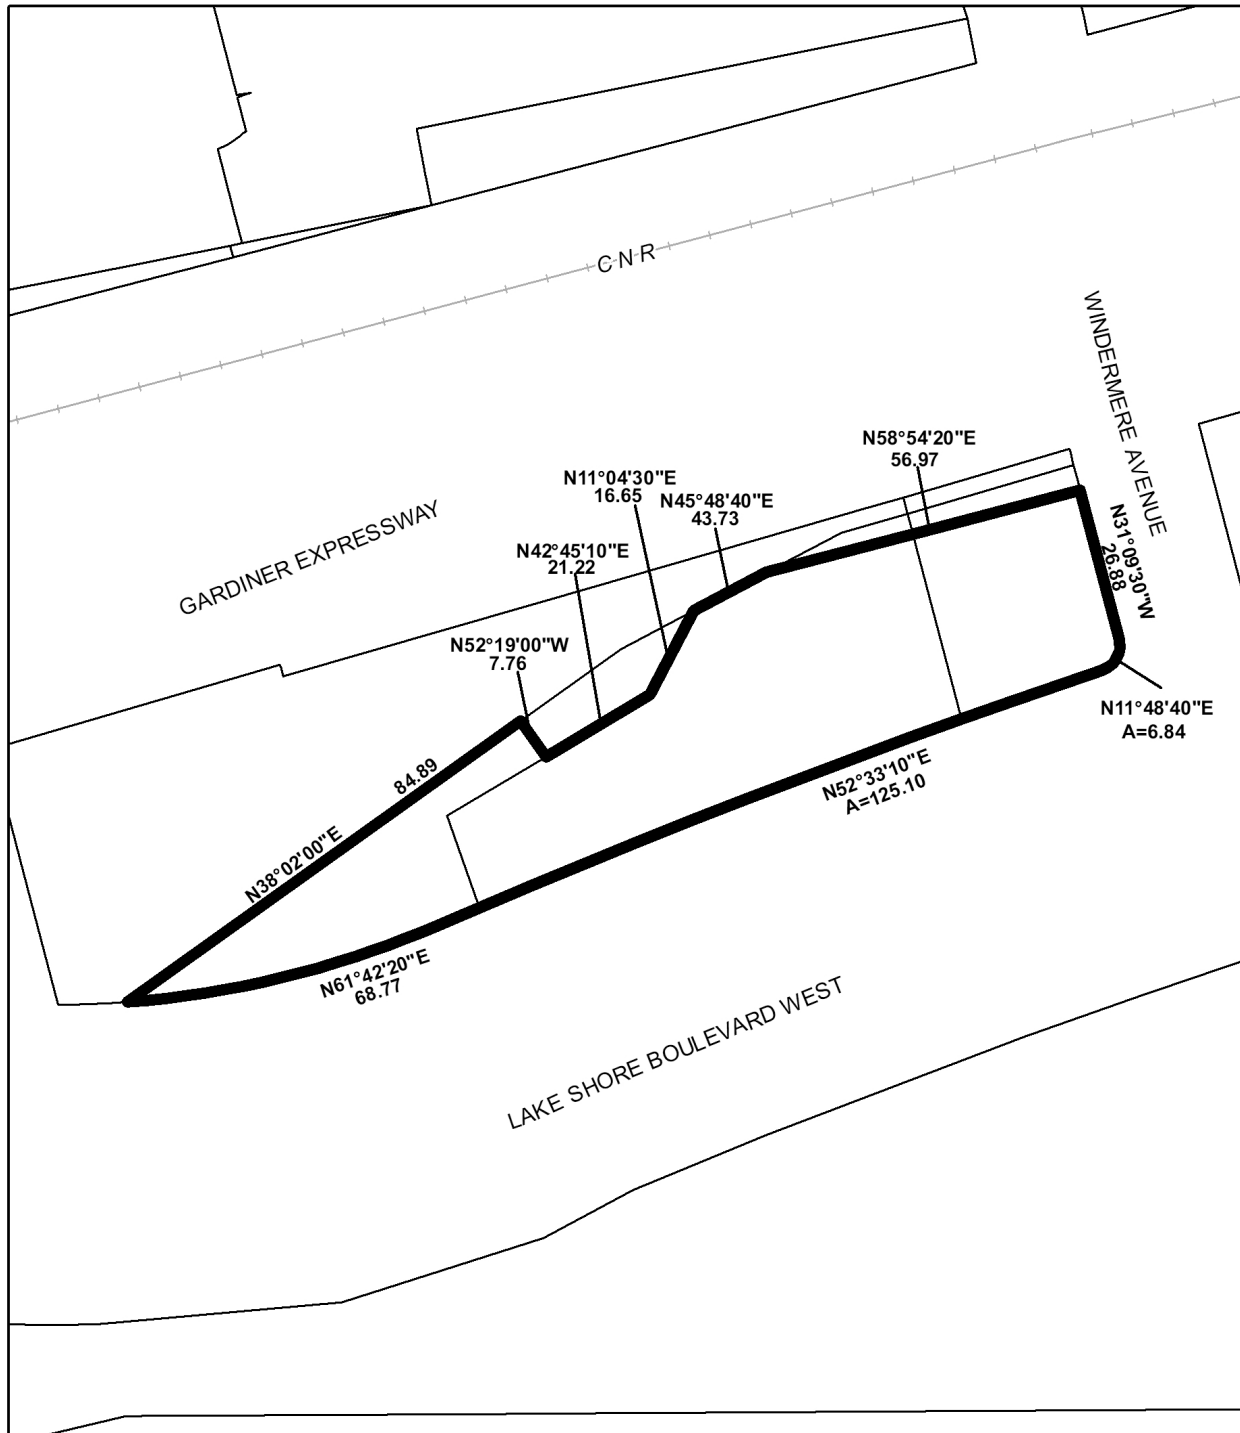 CNR
WINDERMERE AVENUE
N58°54'20"E
56.97
N11°04'30"E
16.65
N45°48'40"E
43.73
GARDINER EXPRESSWAY
N31°09'30"W
26.88
N42°45'10"E
21.22
N52°19'00"W
7.76
N11°48'40"E
A=6.84
84.89
N52°33'10"E
A=125.10
N38°02'00"E
N61°42'20"E
68.77
LAKE SHORE BOULEVARD WEST